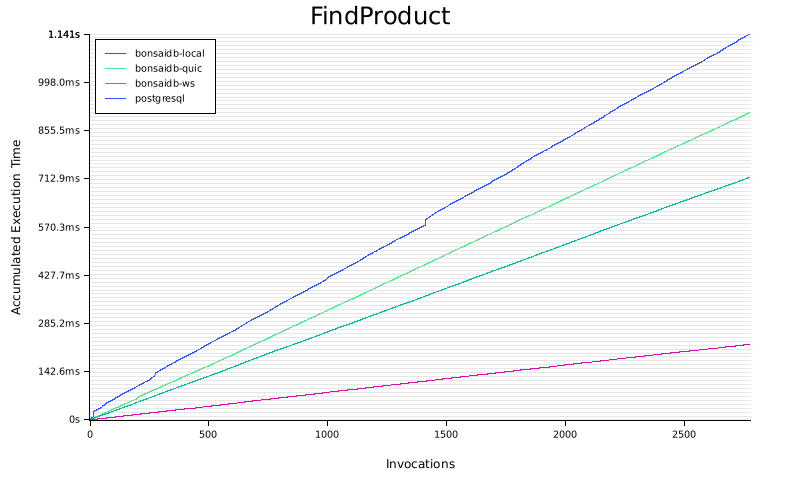 FindProduct
1.141s
998.0ms
855.5ms
712.9ms
570.3ms
427.7ms
285.2ms
142.6ms
0s
Accumulated Execution Time
bonsaidb-local
bonsaidb-quic
bonsaidb-ws
postgresql
0 500 1000 1500 2000 2500
Invocations